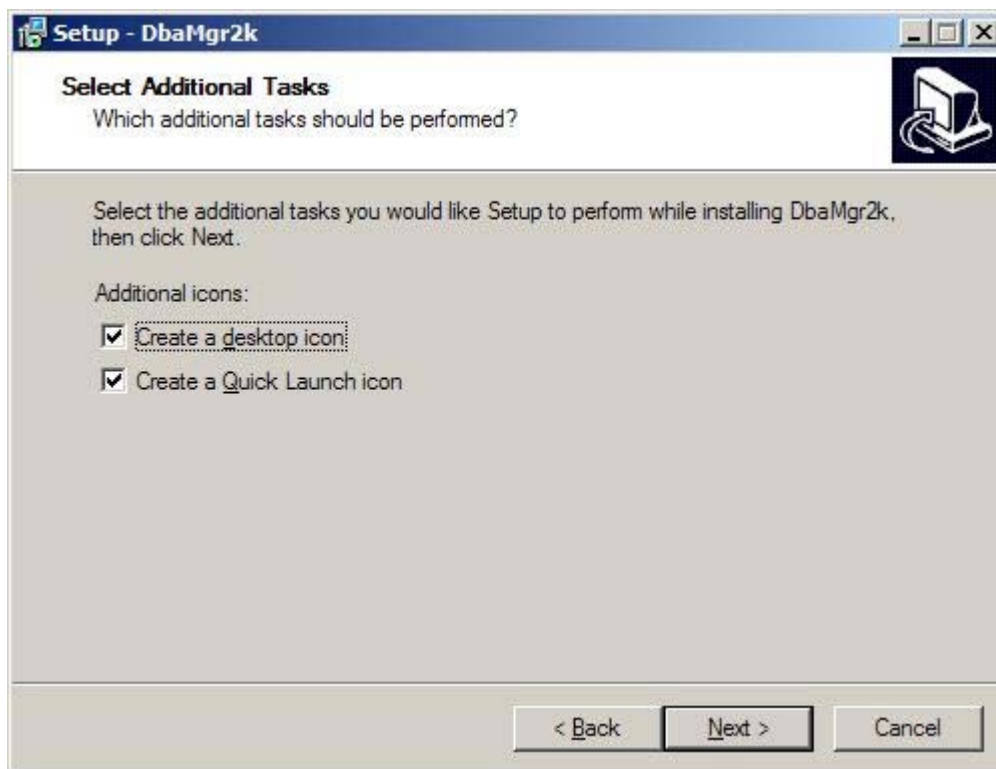 Setup - DbaMgr2k
Select Additional Tasks
Which additional tasks should be performed?
Select the additional tasks you would like Setup to perform while installing DbaMgr2k,
then click Next.
Additional icons:
Create a desktop icon
Create a Quick Launch icon
< Back Next > Cancel